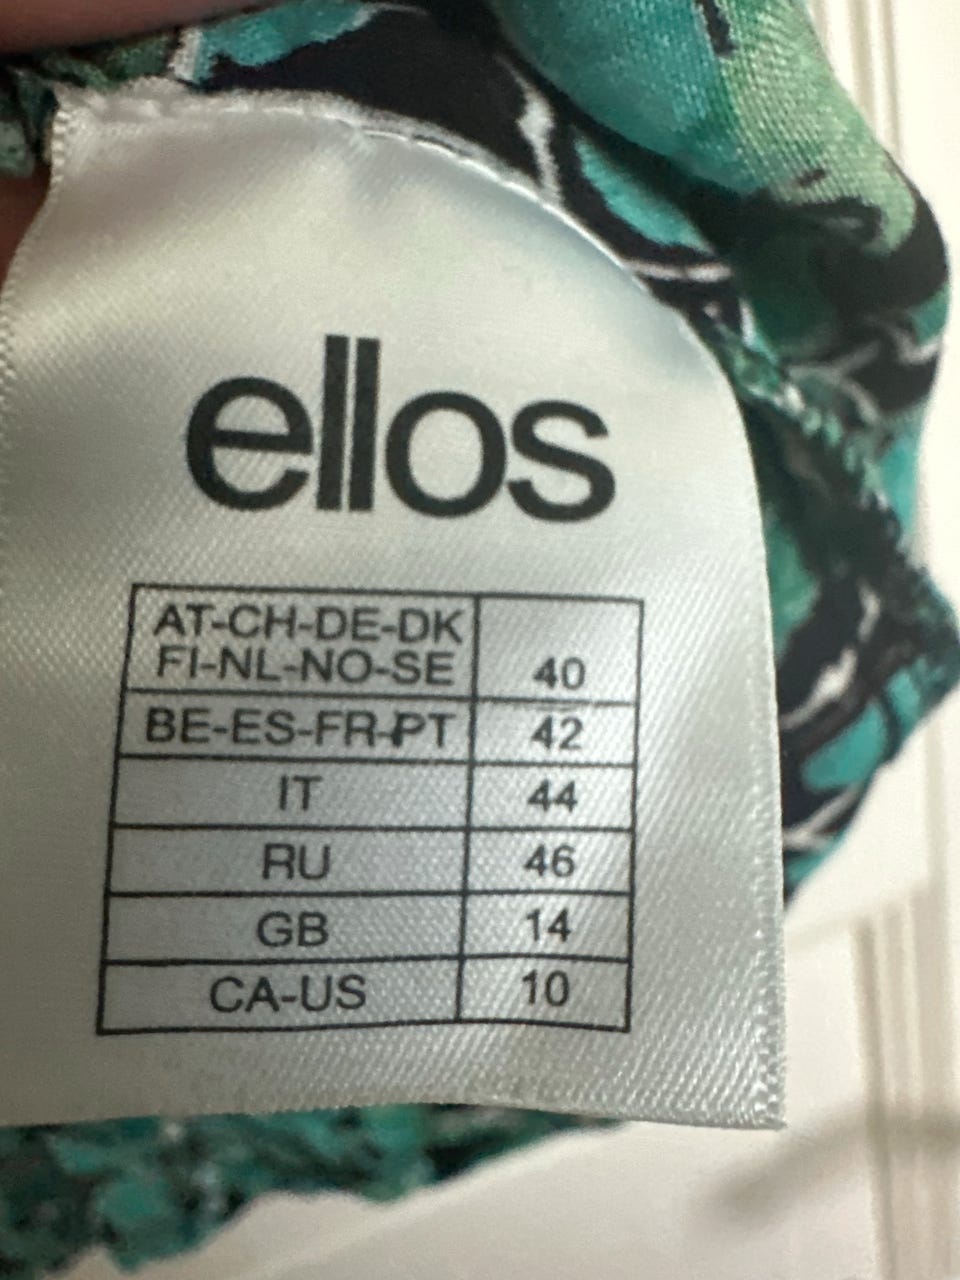 ellos
AT-CH-DE-DK
FI-NL-NO-SE 40
BE-ES-FR-PT 42
IT 44
RU 46
GB 14
CA-US 10